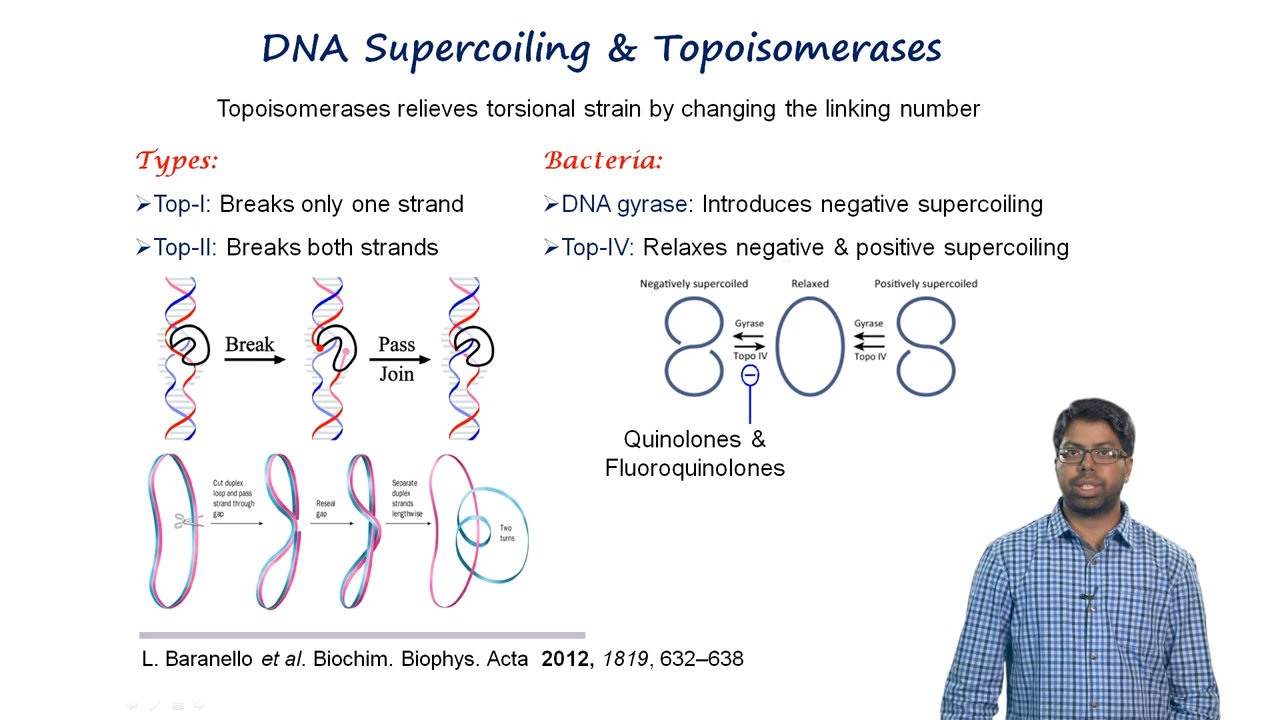 DNA Supercoiling & Topoisomerases
Topoisomerases relieves torsional strain by changing the linking number
Types:
➢Top-I: Breaks only one strand
➢Top-II: Breaks both strands
Break
Pass
Join
Cut duplex
loop and pass
strand through
gap
Reseal
gap
Separate
duplex
strands
lengthwise
Two
turns
Bacteria:
➢DNA gyrase: Introduces negative supercoiling
➢Top-IV: Relaxes negative & positive supercoiling
Negatively supercoiled
Relaxed
Positively supercoiled
Gyrase
Topo IV
Gyrase
Topo IV
Quinolones &
Fluoroquinolones
L. Baranello et al. Biochim. Biophys. Acta 2012, 1819, 632–638